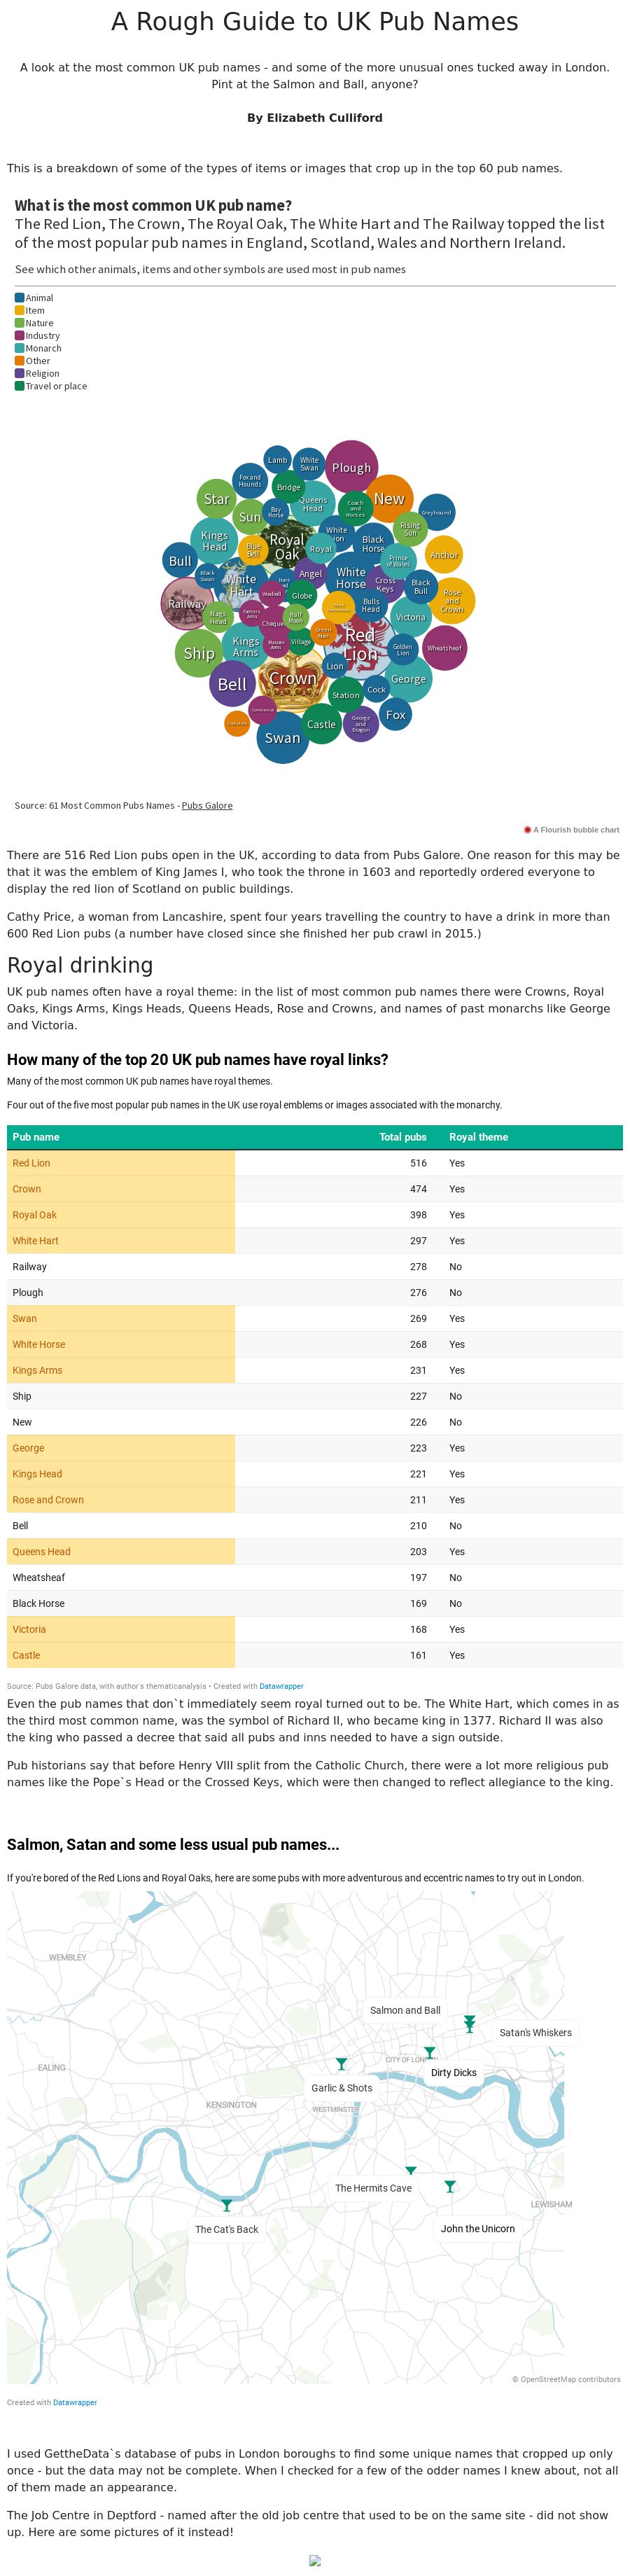 A Rough Guide to UK Pub Names
A look at the most common UK pub names - and some of the more unusual ones tucked away in London.
Pint at the Salmon and Ball, anyone?
By Elizabeth Culliford
This is a breakdown of some of the types of items or images that crop up in the top 60 pub names.
What is the most common UK pub name?
The Red Lion, The Crown, The Royal Oak, The White Hart and The Railway topped the list
of the most popular pub names in England, Scotland, Wales and Northern Ireland.
See which other animals, items and other symbols are used most in pub names
Animal
Item
Nature
Industry
Monarch
Other
Religion
Travel or place
Lamb
White
Swan
Plough
Fox and
Hounds
Bridge
Star
Queens
Head
New
Coach
and
Horses
Greyhound
Sun
Bay
Horse
White
Lion
Rising
Sun
Kings
Head
Royal
Oak
Royal
Black
Horse
Blue
Bell
Prince
of Wales
Anchor
Bull
Black
Swan
White
Hart
Angel
White
Horse
Cross
Keys
Black
Bull
Rose
and
Crown
Windmill
Globe
Bulls
Head
Railway
Nags
Head
Farmers
Arms
Chequers
Half
Moon
Victoria
Green
Man
Red
Lion
Kings
Arms
Masons
Arms
Village
Golden
Lion
Wheatsheaf
Ship
Lion
Bell
Crown
George
Station
Cock
Commercial
Cricketers
Swan
Castle
George
and
Dragon
Fox
Source: 61 Most Common Pubs Names - Pubs Galore
A Flourish bubble chart
There are 516 Red Lion pubs open in the UK, according to data from Pubs Galore. One reason for this may be
that it was the emblem of King James I, who took the throne in 1603 and reportedly ordered everyone to
display the red lion of Scotland on public buildings.
Cathy Price, a woman from Lancashire, spent four years travelling the country to have a drink in more than
600 Red Lion pubs (a number have closed since she finished her pub crawl in 2015.)
Royal drinking
UK pub names often have a royal theme: in the list of most common pub names there were Crowns, Royal
Oaks, Kings Arms, Kings Heads, Queens Heads, Rose and Crowns, and names of past monarchs like George
and Victoria.
How many of the top 20 UK pub names have royal links?
Many of the most common UK pub names have royal themes.
Four out of the five most popular pub names in the UK use royal emblems or images associated with the monarchy.
Pub name Total pubs Royal theme
Red Lion 516 Yes
Crown 474 Yes
Royal Oak 398 Yes
White Hart 297 Yes
Railway 278 No
Plough 276 No
Swan 269 Yes
White Horse 268 Yes
Kings Arms 231 Yes
Ship 227 No
New 226 No
George 223 Yes
Kings Head 221 Yes
Rose and Crown 211 Yes
Bell 210 No
Queens Head 203 Yes
Wheatsheaf 197 No
Black Horse 169 No
Victoria 168 Yes
Castle 161 Yes
Source: Pubs Galore data, with author's thematicanalysis • Created with Datawrapper
Even the pub names that don`t immediately seem royal turned out to be. The White Hart, which comes in as
the third most common name, was the symbol of Richard II, who became king in 1377. Richard II was also
the king who passed a decree that said all pubs and inns needed to have a sign outside.
Pub historians say that before Henry VIII split from the Catholic Church, there were a lot more religious pub
names like the Pope`s Head or the Crossed Keys, which were then changed to reflect allegiance to the king.
Salmon, Satan and some less usual pub names...
If you're bored of the Red Lions and Royal Oaks, here are some pubs with more adventurous and eccentric names to try out in London.
WEMBLEY
Salmon and Ball
Satan's Whiskers
CITY OF LONDON
EALING
Dirty Dicks
Garlic & Shots
KENSINGTON
WESTMINSTER
The Hermits Cave
LEWISHAM
The Cat's Back
John the Unicorn
© OpenStreetMap contributors
Created with Datawrapper
I used GettheData`s database of pubs in London boroughs to find some unique names that cropped up only
once - but the data may not be complete. When I checked for a few of the odder names I knew about, not all
of them made an appearance.
The Job Centre in Deptford - named after the old job centre that used to be on the same site - did not show
up. Here are some pictures of it instead!